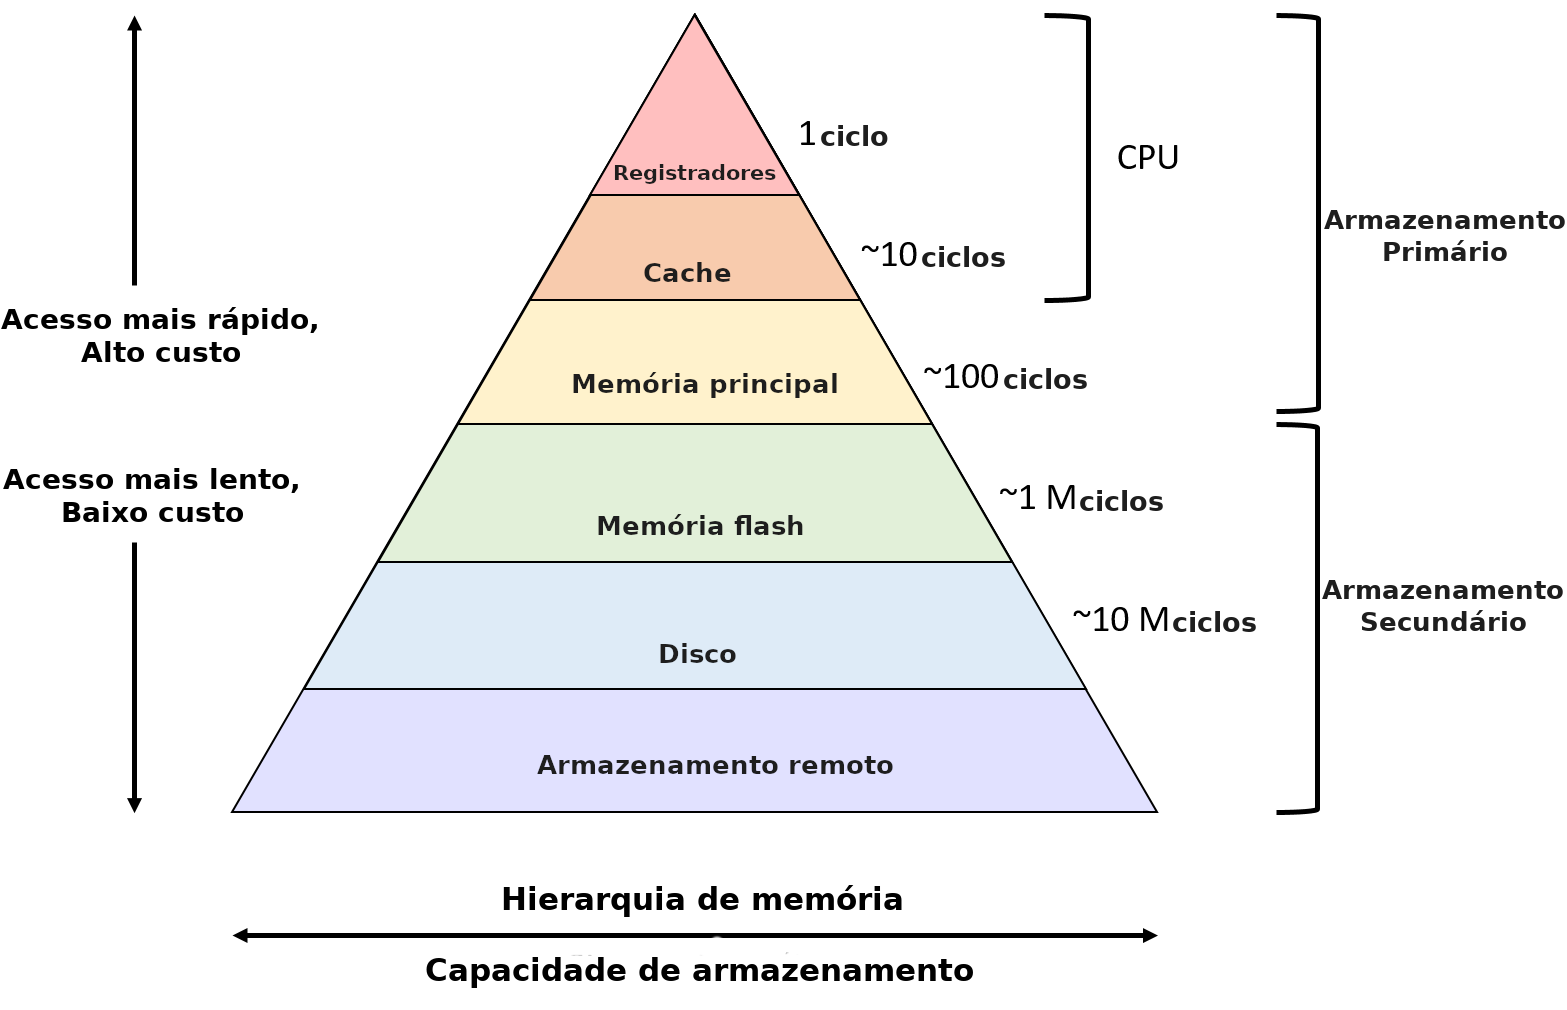 1 ciclo
CPU
Registradores
Armazenamento
Primário
~10 ciclos
Cache
Acesso mais rápido,
Alto custo
~100 ciclos
Memória principal
Acesso mais lento,
Baixo custo
~1 M ciclos
Memória flash
Armazenamento
Secundário
~10 M ciclos
Disco
Armazenamento remoto
Hierarquia de memória
Capacidade de armazenamento